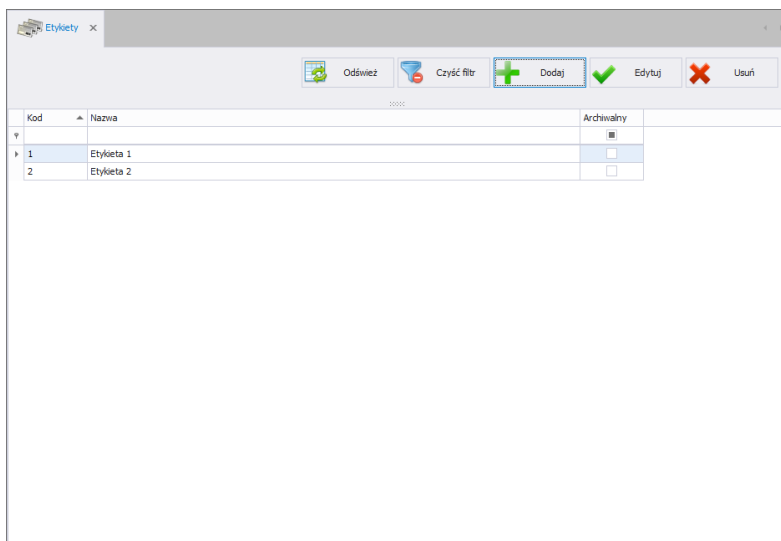 Etykiety
Odśwież Czyść filtr Dodaj Edytuj Usuń
Kod Nazwa Archiwalny
1 Etykieta 1
2 Etykieta 2